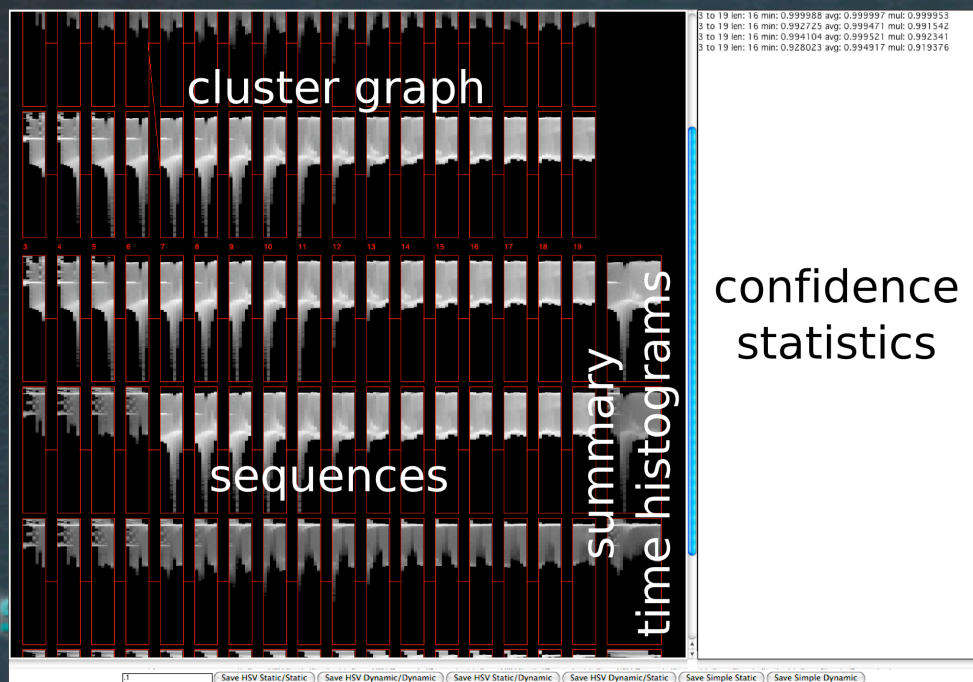 3 to 19 len: 16 min: 0.999988 avg: 0.999997 mul: 0.999953
3 to 19 len: 16 min: 0.992725 avg: 0.999471 mul: 0.991542
3 to 19 len: 16 min: 0.994104 avg: 0.999521 mul: 0.992341
3 to 19 len: 16 min: 0.928023 avg: 0.994917 mul: 0.919376
cluster graph
3 4 5 6 7 8 9 10 11 12 13 14 15 16 17 18 19
confidence
statistics
sequences
summary
time histograms
.1
Save HSV Static/Static
Save HSV Dynamic/Dynamic
Save HSV Static/Dynamic
Save HSV Dynamic/Static
Save Simple Static
Save Simple Dynamic